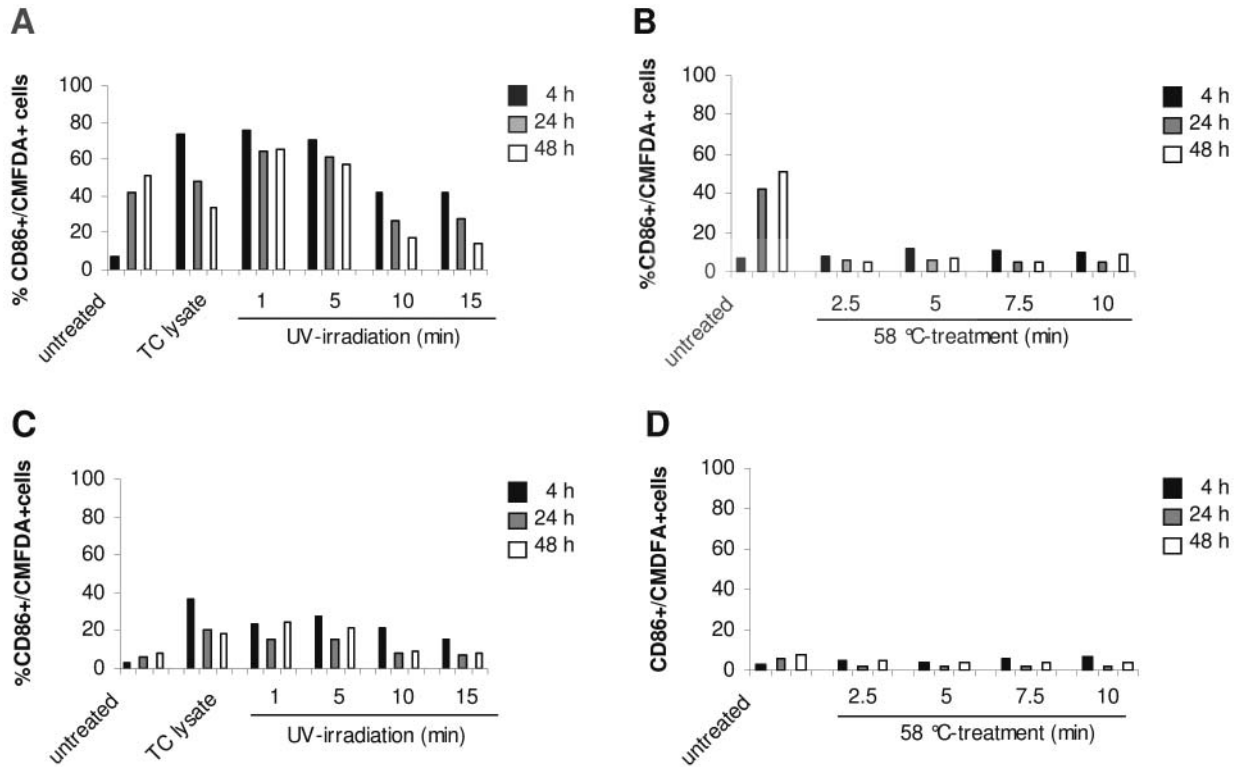 A
% CD86+/CMFDA+ cells
100
80
60
40
20
0
4 h
24 h
48 h
untreated
TC lysate
1
5
10
15
UV-irradiation (min)
B
%CD86+/CMFDA+ cells
100
80
60
40
20
0
4 h
24 h
48 h
untreated
2.5
5
7.5
10
58 °C-treatment (min)
C
%CD86+/CMFDA+cells
100
80
60
40
20
0
4 h
24 h
48 h
untreated
TC lysate
1
5
10
15
UV-irradiation (min)
D
CD86+/CMDFA+cells
100
80
60
40
20
0
4 h
24 h
48 h
untreated
2.5
5
7.5
10
58 °C-treatment (min)